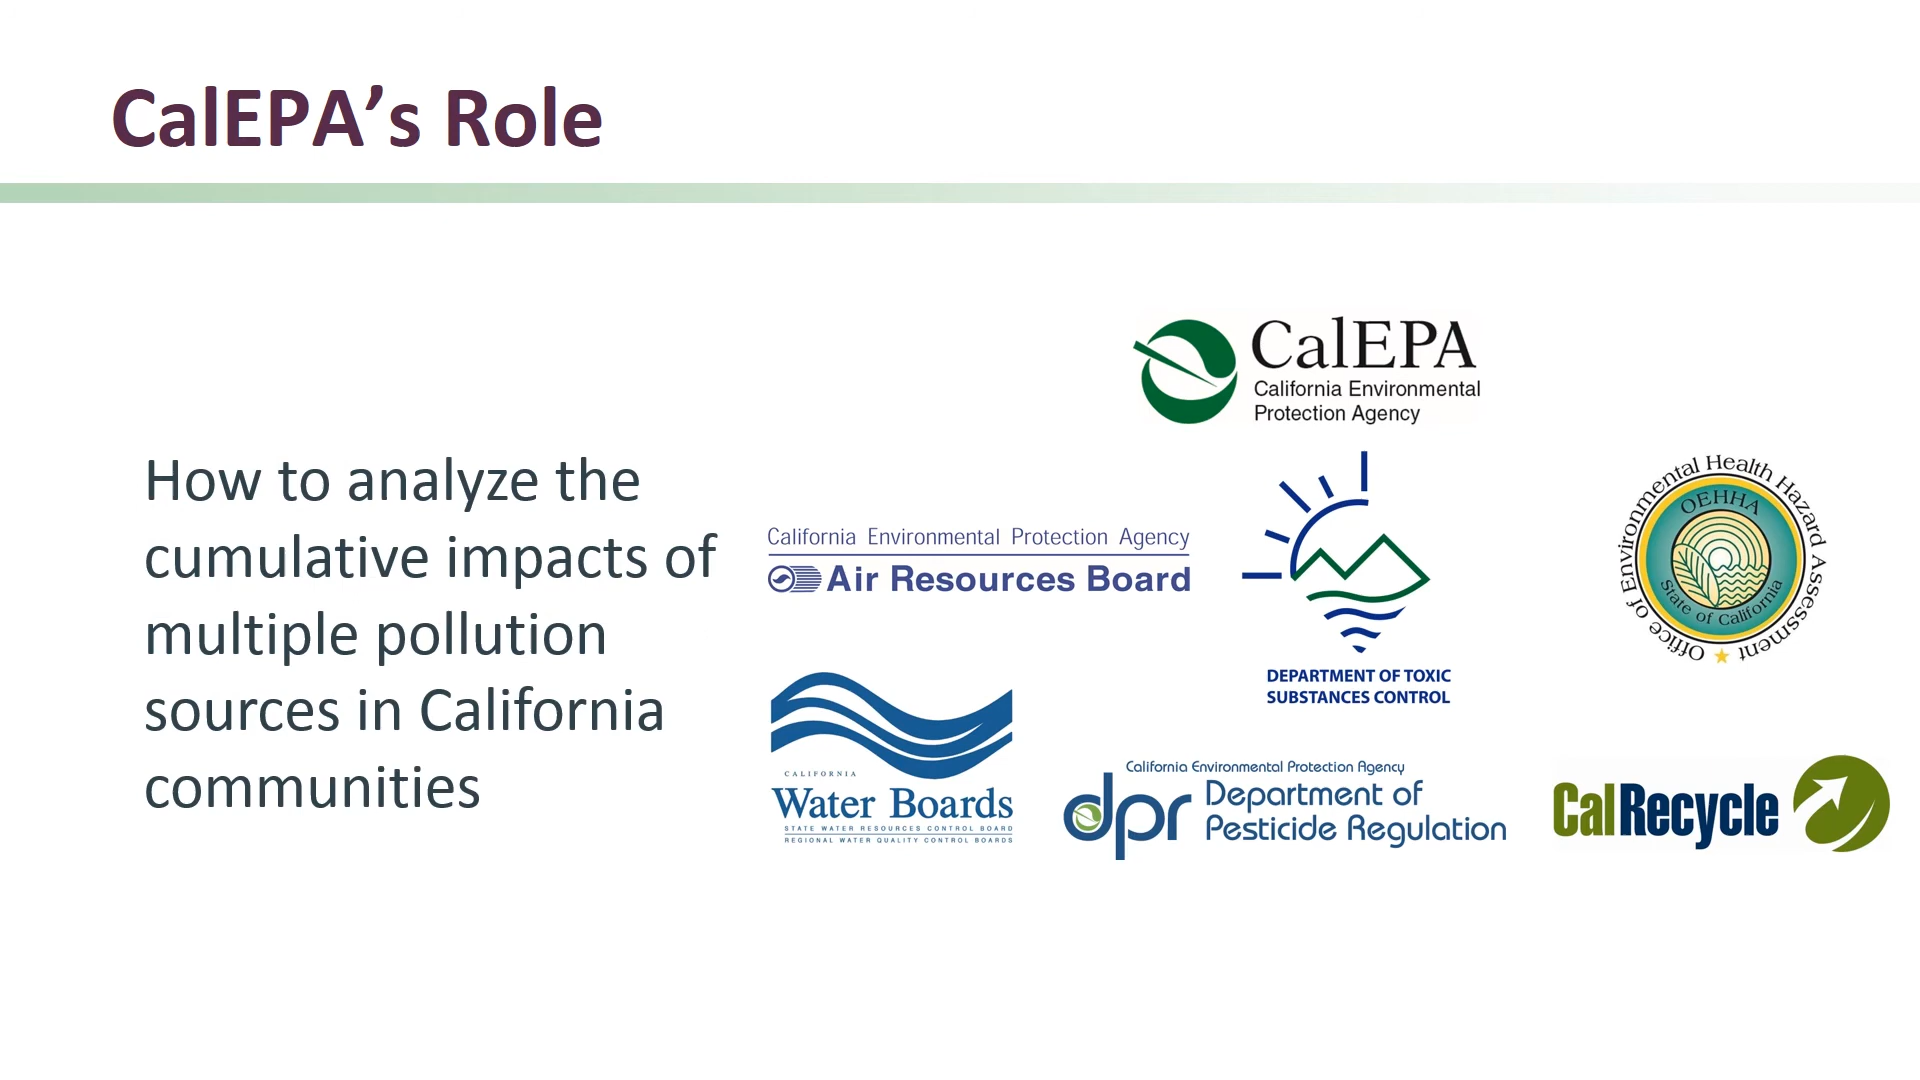 CalEPA’s Role
How to analyze the
cumulative impacts of
multiple pollution
sources in California
communities
CalEPA
California Environmental
Protection Agency
California Environmental Protection Agency
Air Resources Board
DEPARTMENT OF TOXIC
SUBSTANCES CONTROL
Office of Environmental Health Hazard Assessment
OEHHA
State of California
CALIFORNIA
Water Boards
STATE WATER RESOURCES CONTROL BOARD
REGIONAL WATER QUALITY CONTROL BOARDS
California Environmental Protection Agency
dpr
Department of
Pesticide Regulation
CalRecycle